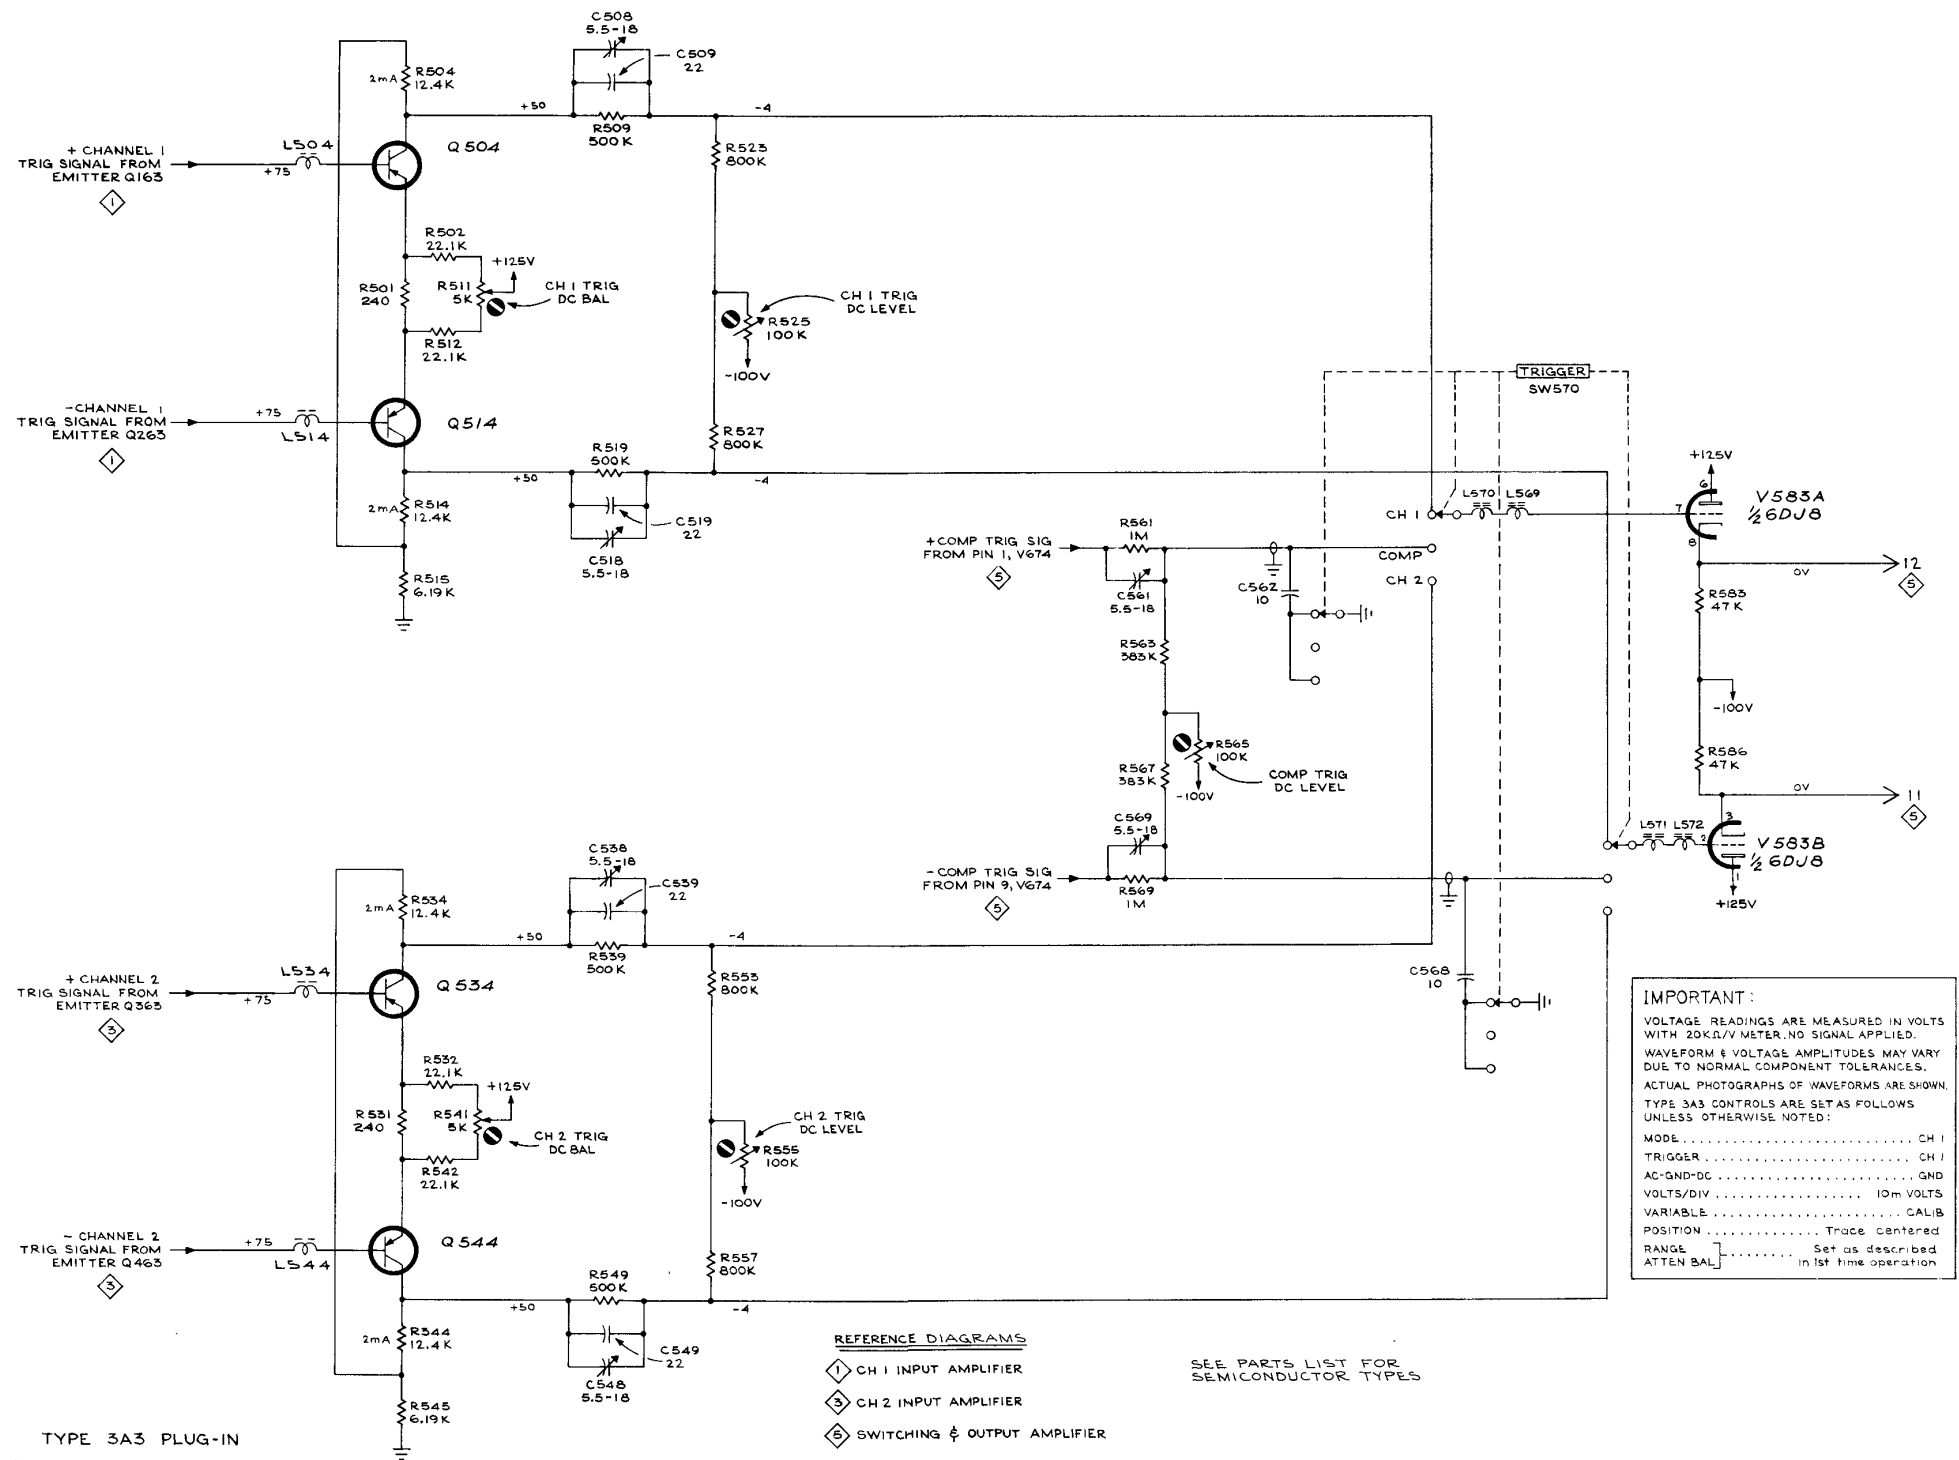 C508
5.5-18
C509
22
2mA
R504
12.4K
+50
-4
R509
500K
+ CHANNEL 1
TRIG SIGNAL FROM
EMITTER Q163
1
L504
+75
Q504
R523
800K
R502
22.1K
+125V
R501
240
R511
5K
CH 1 TRIG
DC BAL
R512
22.1K
CH 1 TRIG
DC LEVEL
R525
100K
-100V
TRIGGER
SW570
-CHANNEL 1
TRIG SIGNAL FROM
EMITTER Q263
1
+75
L514
Q514
R527
800K
R519
500K
+50
-4
2mA
R514
12.4K
C519
22
C518
5.5-18
R515
6.19K
+COMP TRIG SIG
FROM PIN 1, V674
5
R561
1M
C561
5.5-18
C562
10
CH 1
COMP
CH 2
L570
L569
+125V
6
7
8
V583A
½ 6DJ8
0V
12
5
R583
47K
-100V
R586
47K
0V
11
5
R563
383K
R565
100K
R567
383K
-100V
COMP TRIG
DC LEVEL
C569
5.5-18
L571
L572
3
2
1
V583B
½ 6DJ8
+125V
-COMP TRIG SIG
FROM PIN 9, V674
5
R569
1M
C568
10
C538
5.5-18
C539
22
2mA
R534
12.4K
+50
-4
R539
500K
+ CHANNEL 2
TRIG SIGNAL FROM
EMITTER Q363
3
L534
+75
Q534
R553
800K
R532
22.1K
+125V
R531
240
R541
5K
CH 2 TRIG
DC BAL
R542
22.1K
CH 2 TRIG
DC LEVEL
R555
100K
-100V
- CHANNEL 2
TRIG SIGNAL FROM
EMITTER Q463
3
+75
L544
Q544
R557
800K
R549
500K
+50
-4
2mA
R344
12.4K
C549
22
C548
5.5-18
R545
6.19K
TYPE 3A3 PLUG-IN
REFERENCE DIAGRAMS
1 CH 1 INPUT AMPLIFIER
3 CH 2 INPUT AMPLIFIER
5 SWITCHING & OUTPUT AMPLIFIER
SEE PARTS LIST FOR
SEMICONDUCTOR TYPES
IMPORTANT:
VOLTAGE READINGS ARE MEASURED IN VOLTS
WITH 20KΩ/V METER. NO SIGNAL APPLIED.
WAVEFORM & VOLTAGE AMPLITUDES MAY VARY
DUE TO NORMAL COMPONENT TOLERANCES.
ACTUAL PHOTOGRAPHS OF WAVEFORMS ARE SHOWN.
TYPE 3A3 CONTROLS ARE SET AS FOLLOWS
UNLESS OTHERWISE NOTED:
MODE............................CH 1
TRIGGER.........................CH 1
AC-GND-DC.......................GND
VOLTS/DIV.................10m VOLTS
VARIABLE......................CALIB
POSITION.............Trace centered
RANGE
ATTEN BAL] ......... Set as described
in 1st time operation